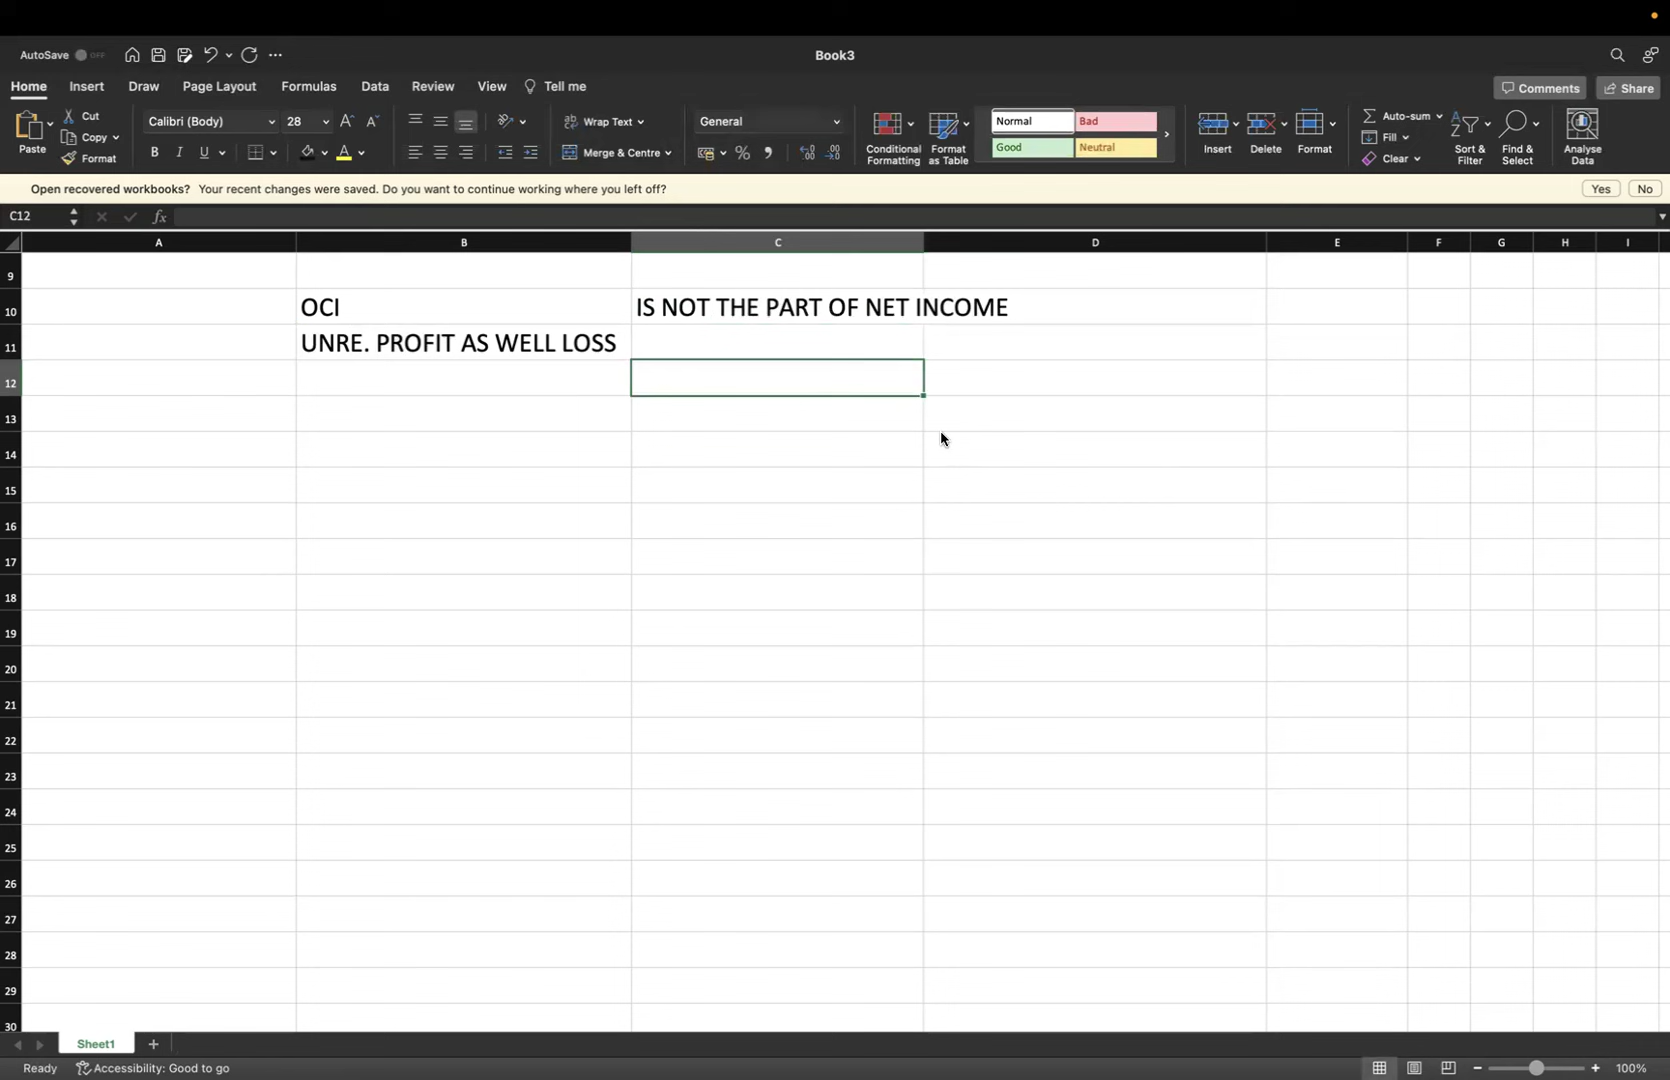 AutoSave OFF
Book3
Home Insert Draw Page Layout Formulas Data Review View Tell me
Comments Share
Paste
Cut
Copy
Format
Calibri (Body) 28
B I U
Wrap Text
Merge & Centre
General
Conditional Formatting
Format as Table
Normal Bad
Good Neutral
Insert
Delete
Format
Auto-sum
Fill
Clear
Sort & Filter
Find & Select
Analyse Data
Open recovered workbooks? Your recent changes were saved. Do you want to continue working where you left off? Yes No
C12 fx
A B C D E F G H I
9
10 OCI IS NOT THE PART OF NET INCOME
11 UNRE. PROFIT AS WELL LOSS
12
13
14
15
16
17
18
19
20
21
22
23
24
25
26
27
28
29
30
Sheet1
Ready Accessibility: Good to go 100%